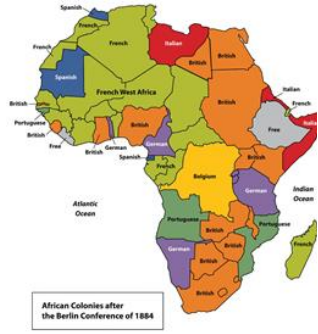 Spanish
French
French
French
Italian
British
Spanish
French West Africa
British
Italian
French
British
Portuguese
British
Free
British
German
British
German
Spanish
French
Free
Italian
British
Belgium
German
Atlantic
Ocean
Indian
Ocean
Portuguese
British
Portuguese
British
German
British
British
French
British
African Colonies after
the Berlin Conference of 1884